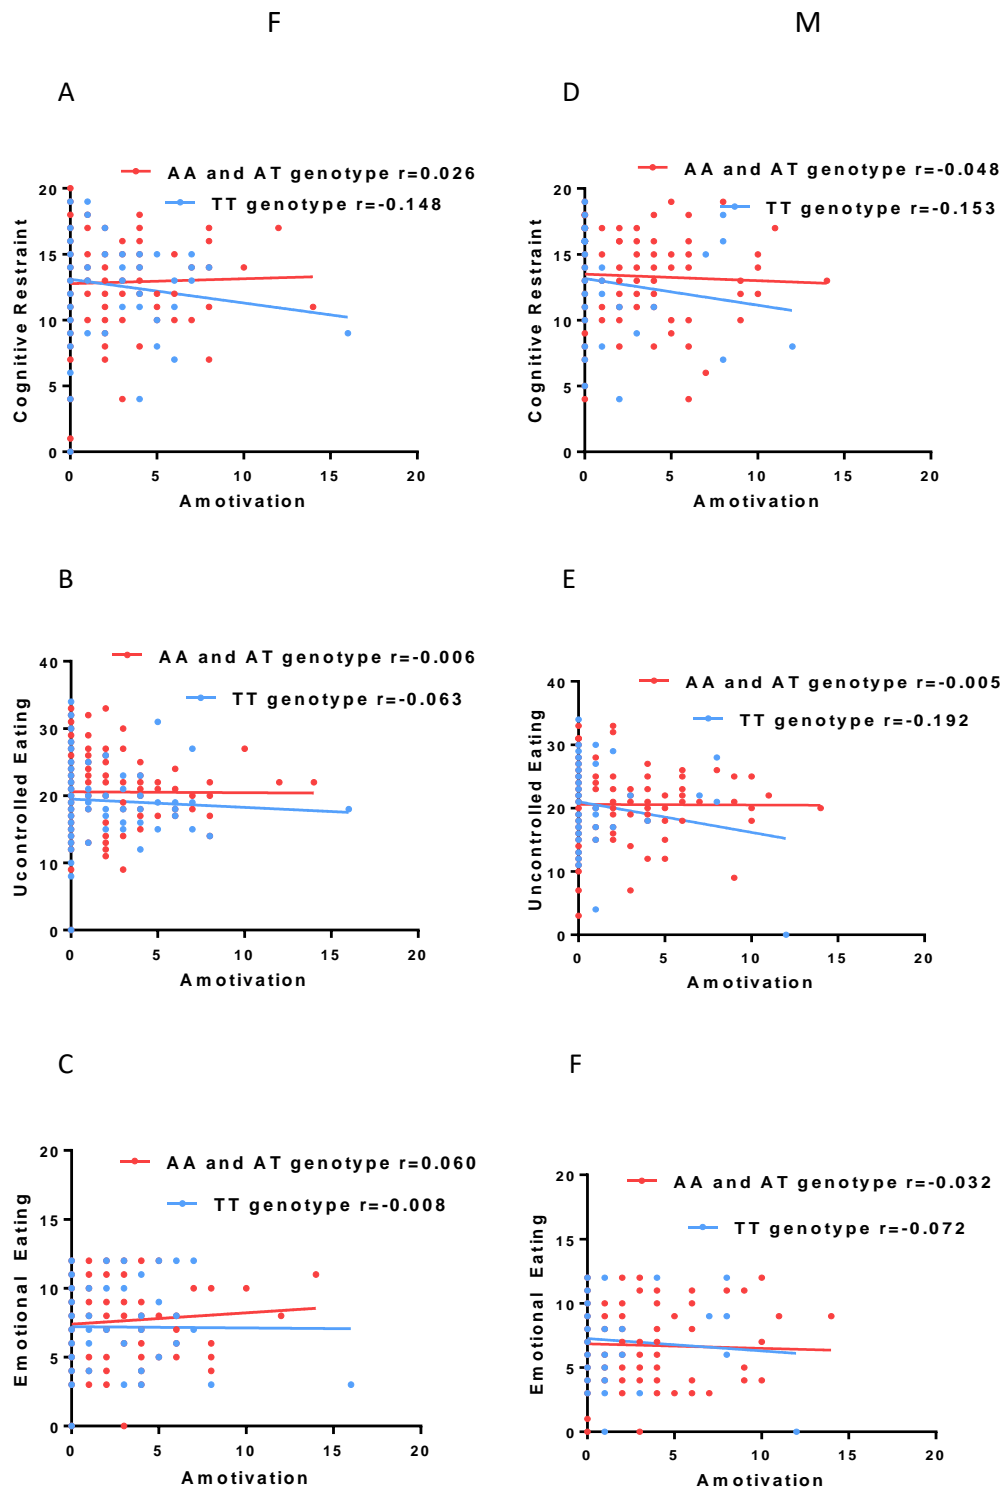 F
M
A
AA and AT genotype r=0.026
TT genotype r=-0.148
20
15
10
5
0
Cognitive Restraint
0 5 10 15 20
Amotivation
D
AA and AT genotype r=-0.048
TT genotype r=-0.153
20
15
10
5
0
Cognitive Restraint
0 5 10 15 20
Amotivation
B
AA and AT genotype r=-0.006
TT genotype r=-0.063
40
30
20
10
0
Ucontrolled Eating
0 5 10 15 20
Amotivation
E
AA and AT genotype r=-0.005
TT genotype r=-0.192
40
30
20
10
0
Uncontrolled Eating
0 5 10 15 20
Amotivation
C
AA and AT genotype r=0.060
TT genotype r=-0.008
20
15
10
5
0
Emotional Eating
0 5 10 15 20
Amotivation
F
AA and AT genotype r=-0.032
TT genotype r=-0.072
20
15
10
5
0
Emotional Eating
0 5 10 15 20
Amotivation